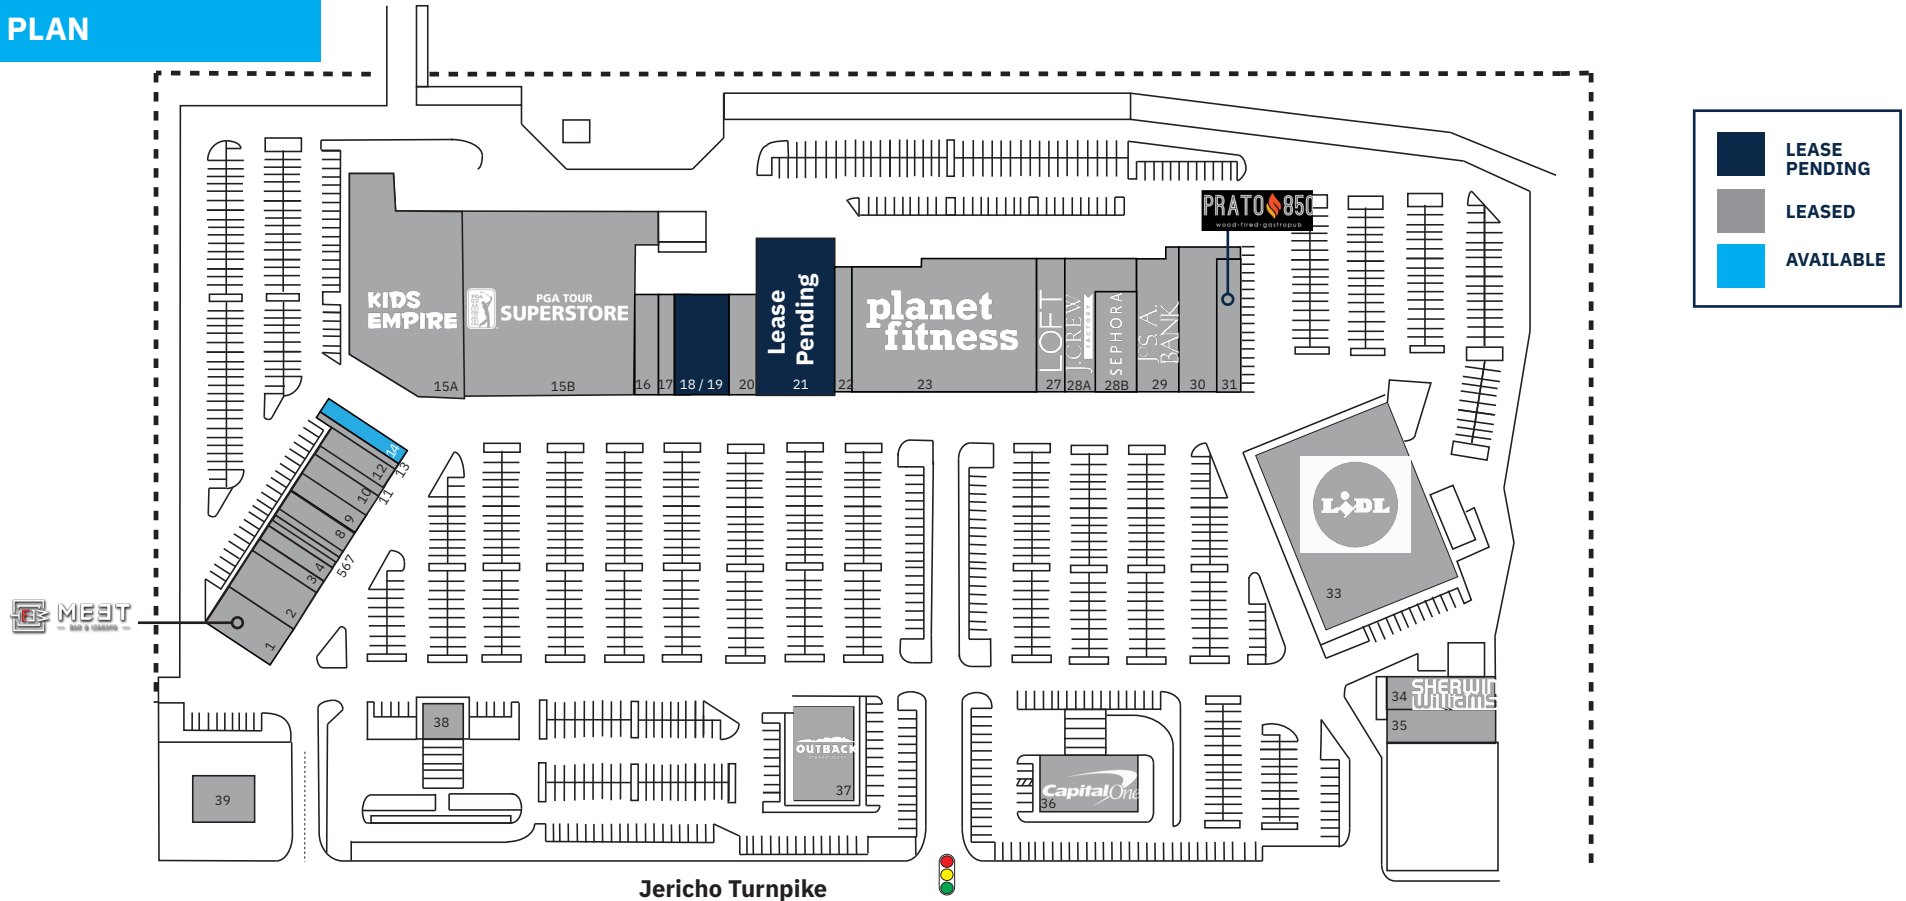 PLAN
LEASE
PENDING
LEASED
AVAILABLE
PRATO 850
wood-fired-gastropub
KIDS
EMPIRE
PGA TOUR
SUPERSTORE
Lease
Pending
planet
fitness
LOFT
J.CREW
FACTORY
SEPHORA
JOS. A.
BANK
15A
15B
16
17
18 / 19
20
21
22
23
27
28A
28B
29
30
31
14
13
12
11
10
9
8
567
4
3
2
1
MEET
LIDL
33
34
SHERWIN
WILLIAMS
35
38
39
OUTBACK
37
Capital One
36
Jericho Turnpike